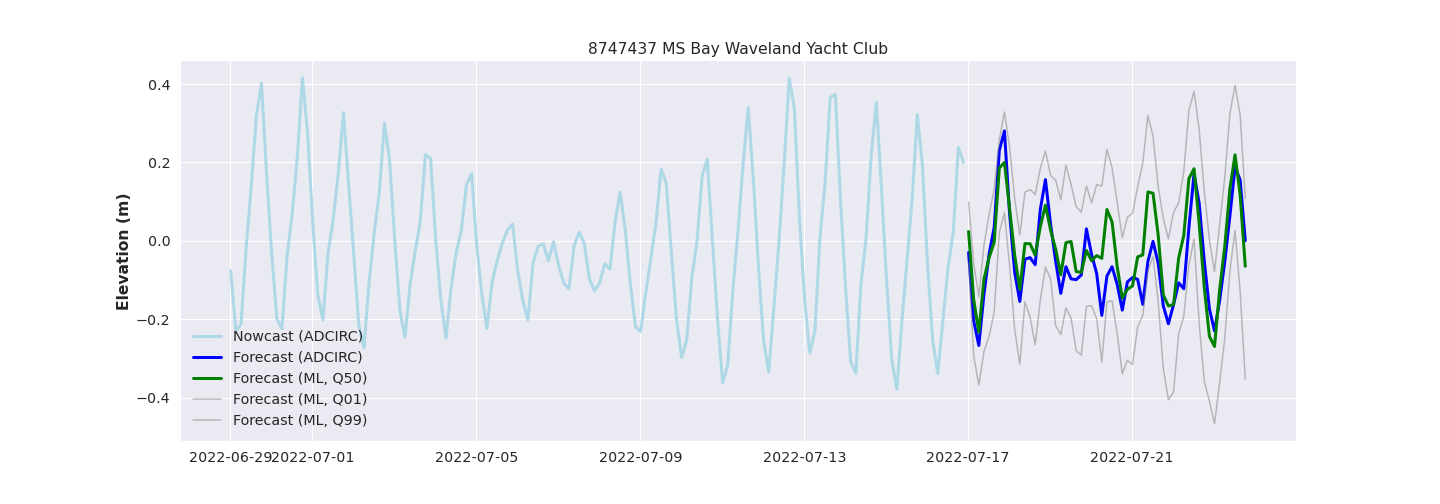 8747437 MS Bay Waveland Yacht Club
Elevation (m)
0.4
0.2
0.0
−0.2
−0.4
Nowcast (ADCIRC)
Forecast (ADCIRC)
Forecast (ML, Q50)
Forecast (ML, Q01)
Forecast (ML, Q99)
2022-06-29 2022-07-01 2022-07-05 2022-07-09 2022-07-13 2022-07-17 2022-07-21